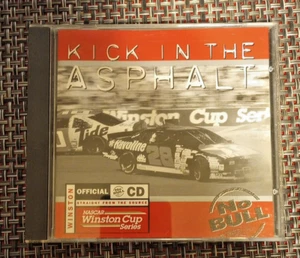 KICK IN THE
ASPHALT
Winston Cup Series
Tide
Havoline
28
WINSTON
OFFICIAL CD
STRAIGHT FROM THE SOURCE
NASCAR
Winston Cup
Series
NO
BULL